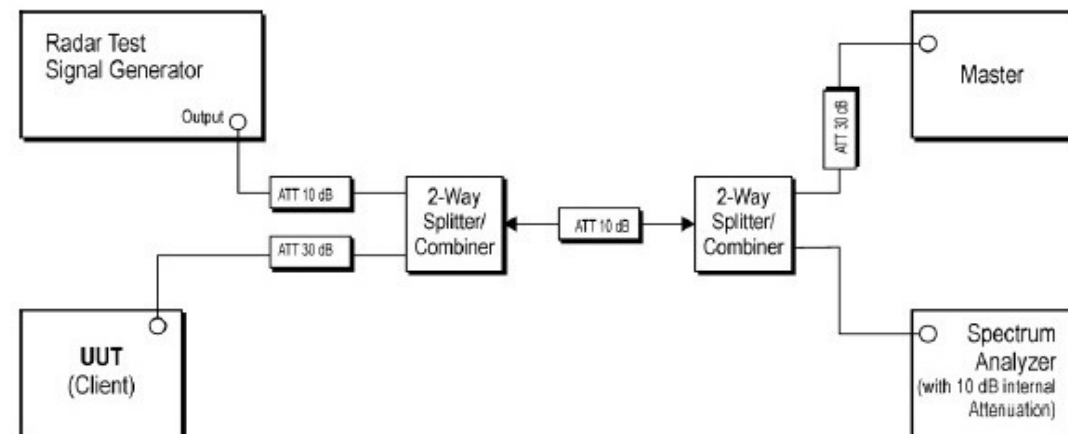 Radar Test
Signal Generator
Output
ATT 10 dB
ATT 30 dB
UUT
(Client)
2-Way
Splitter/
Combiner
ATT 10 dB
2-Way
Splitter/
Combiner
ATT 30 dB
Master
Spectrum
Analyzer
(with 10 dB internal
Attenuation)